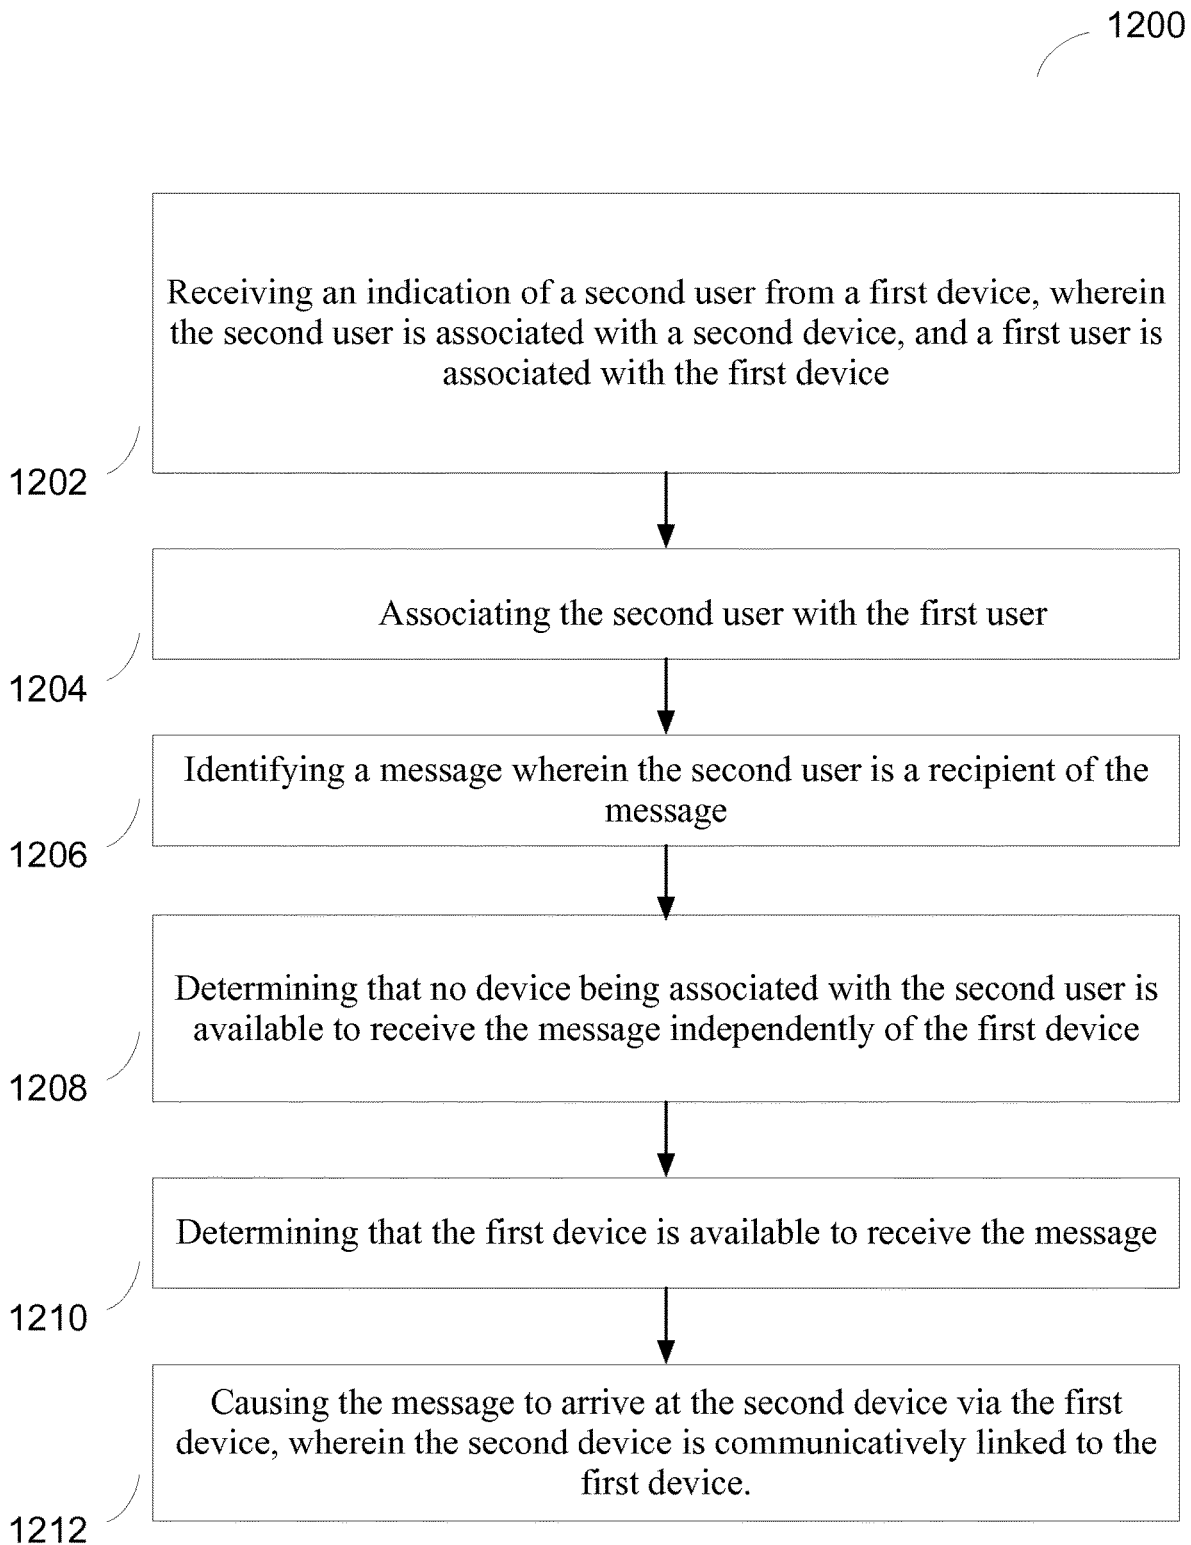 1200
Receiving an indication of a second user from a first device, wherein
the second user is associated with a second device, and a first user is
associated with the first device
1202
Associating the second user with the first user
1204
Identifying a message wherein the second user is a recipient of the
message
1206
Determining that no device being associated with the second user is
available to receive the message independently of the first device
1208
Determining that the first device is available to receive the message
1210
Causing the message to arrive at the second device via the first
device, wherein the second device is communicatively linked to the
first device.
1212